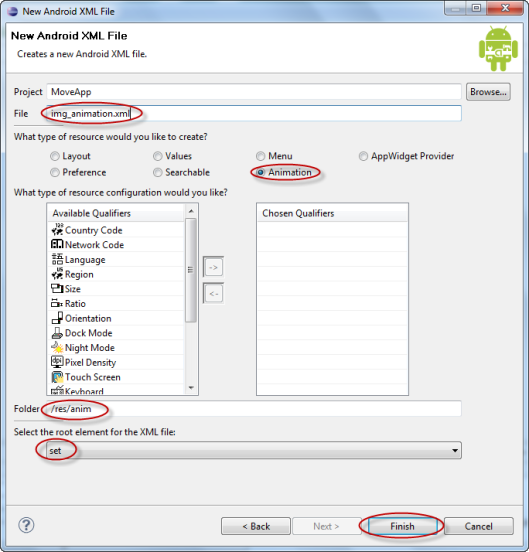 New Android XML File
New Android XML File
Creates a new Android XML file.
Project MoveApp Browse...
File img_animation.xml
What type of resource would you like to create?
Layout Values Menu AppWidget Provider
Preference Searchable Animation
What type of resource configuration would you like?
Available Qualifiers Chosen Qualifiers
Country Code
Network Code
Language
Region
Size
Ratio
Orientation
Dock Mode
Night Mode
Pixel Density
Touch Screen
Keyboard
->
<-
Folder /res/anim
Select the root element for the XML file:
set
? < Back Next > Finish Cancel